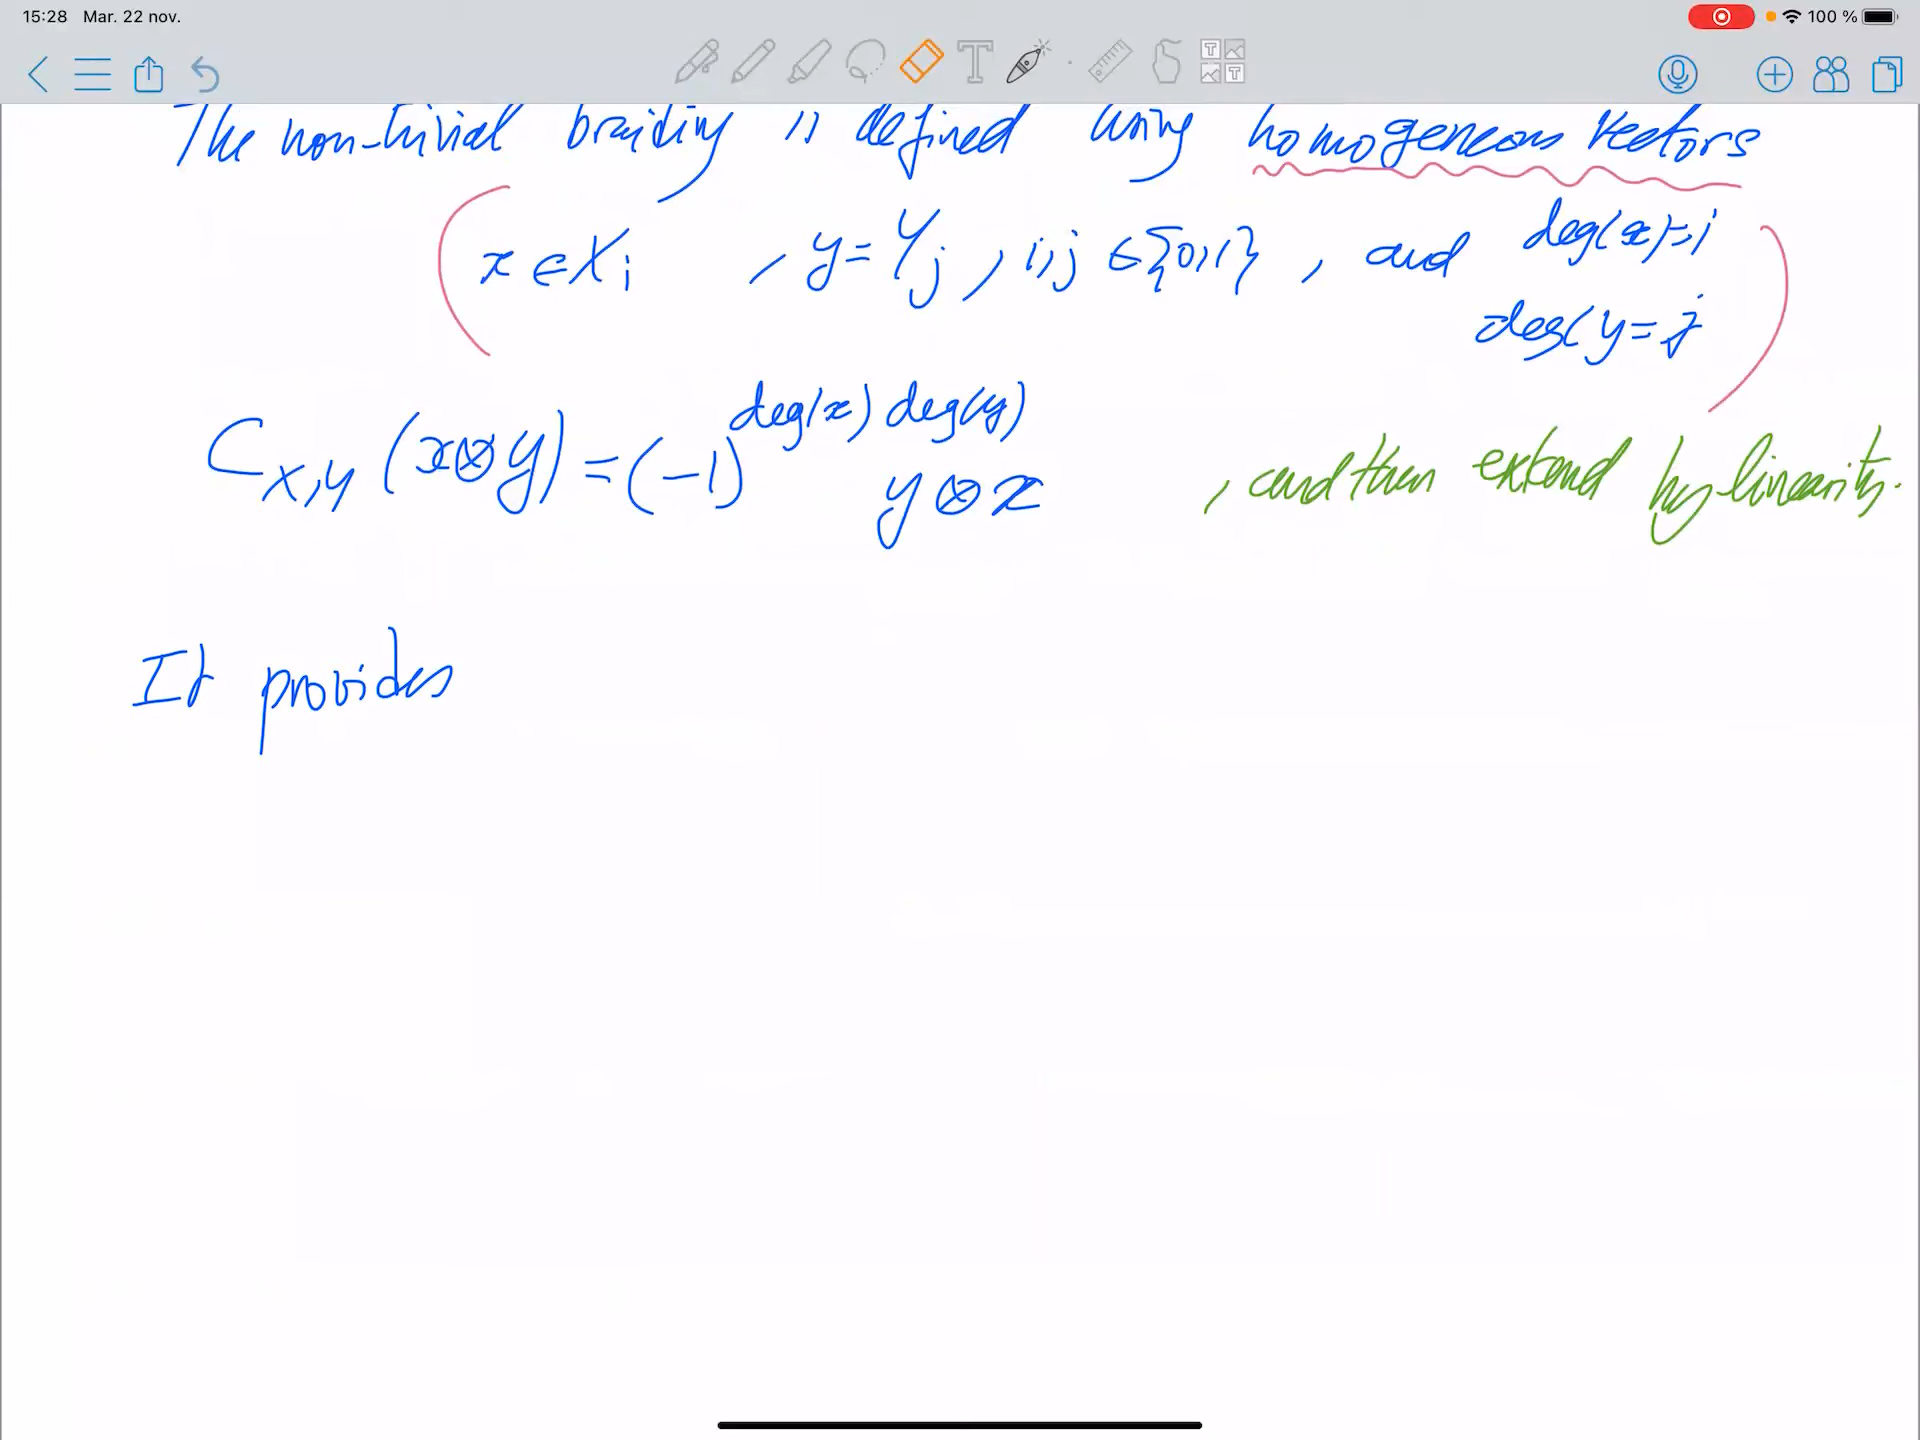 15:28 Mar. 22 nov. 100 %
The non-trivial braiding is defined using homogeneous vectors
( x ∈ X_i , y = Y_j , i,j ∈ {0,1} , and deg(x)=i
deg(y=j )
C_{X,Y} (x⊗y) = (-1)^{deg(x) deg(y)} y⊗x , and then extend by linearity.
It provides